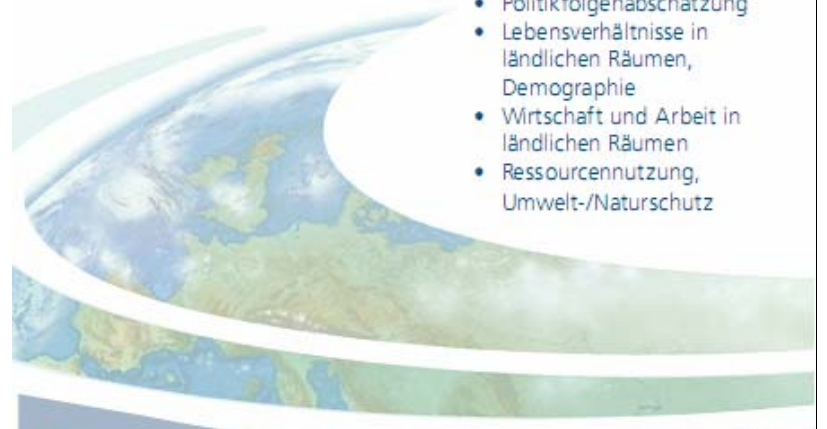 • Politikfolgenabschätzung
• Lebensverhältnisse in
ländlichen Räumen,
Demographie
• Wirtschaft und Arbeit in
ländlichen Räumen
• Ressourcennutzung,
Umwelt-/Naturschutz